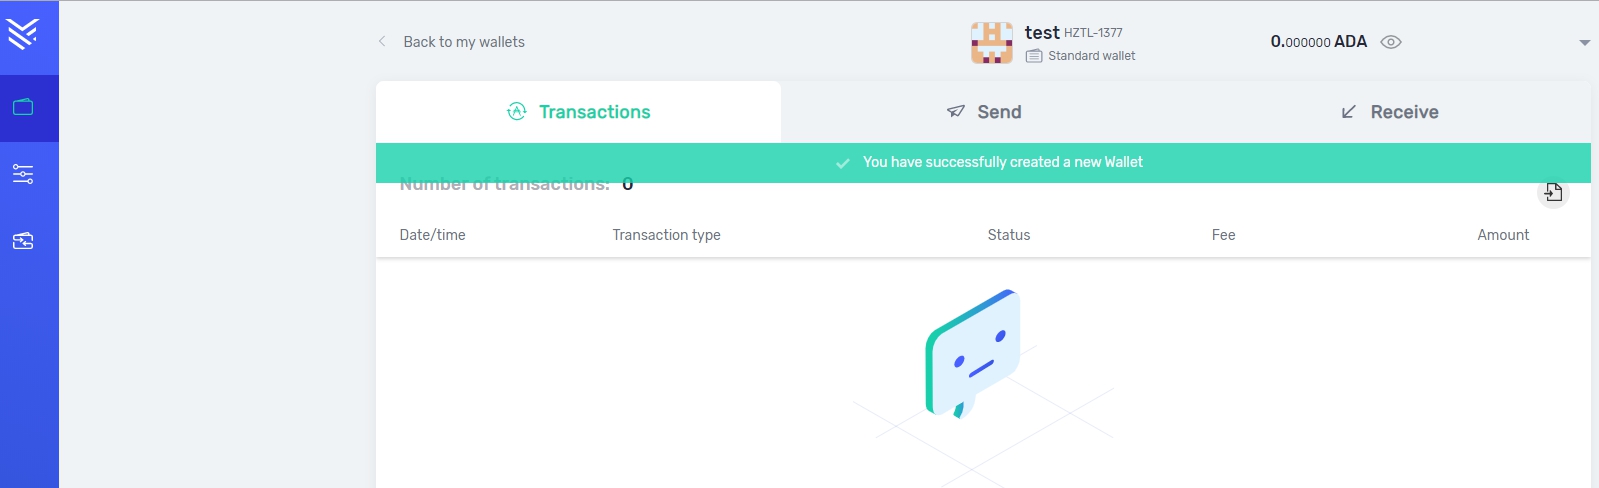 Back to my wallets
test HZTL-1377
Standard wallet
0.000000 ADA
Transactions
Send
Receive
You have successfully created a new Wallet
Number of transactions: 0
Date/time Transaction type Status Fee Amount